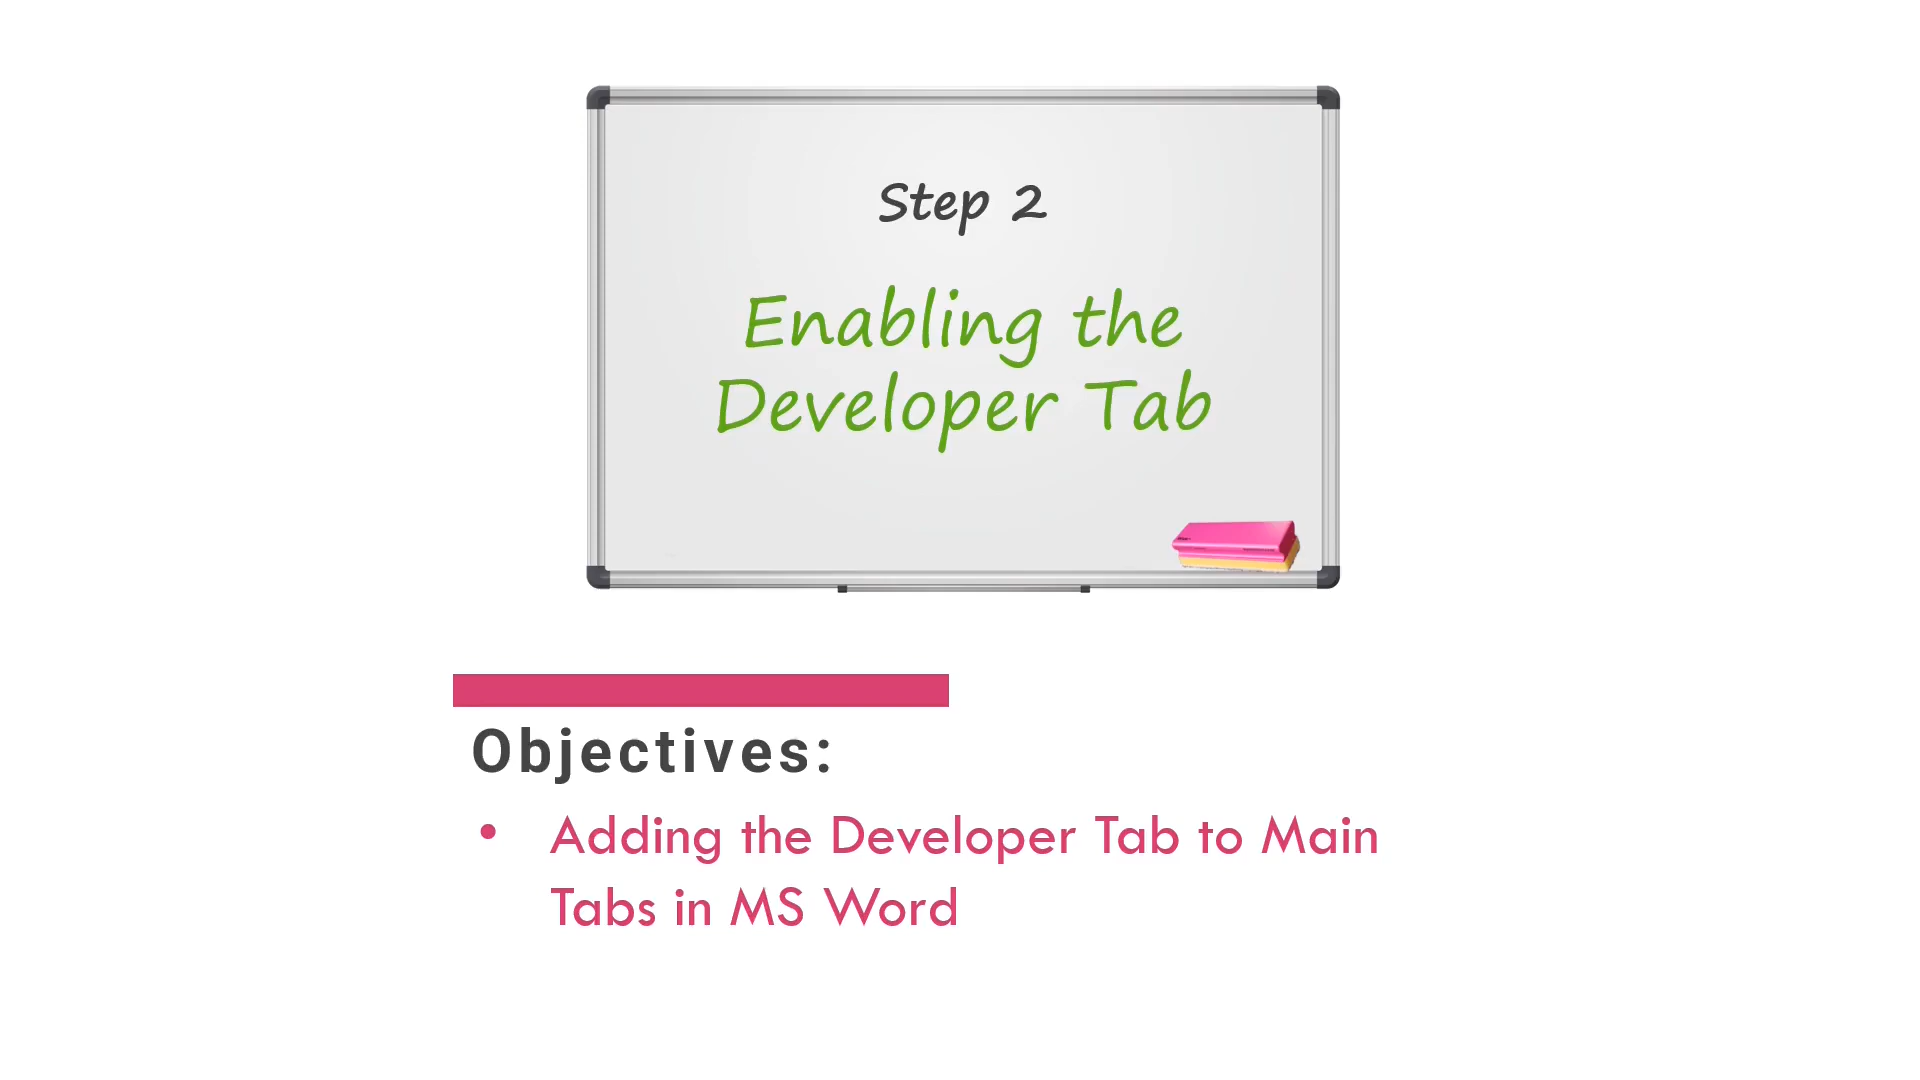 Step 2
Enabling the
Developer Tab
Objectives:
• Adding the Developer Tab to Main
Tabs in MS Word